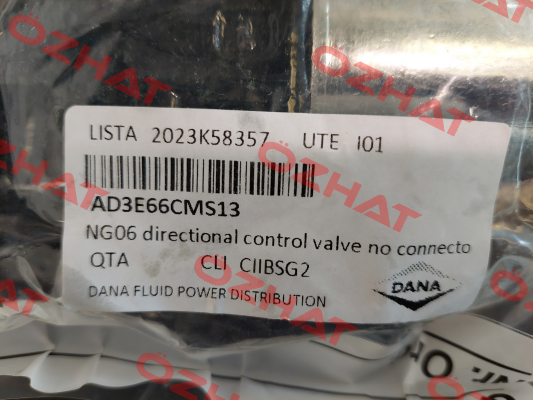 OZHAT
OZHAT
OZHAT
LISTA 2023K58357 UTE I01
AD3E66CMS13
NG06 directional control valve no connecto
QTA CLI CIIBSG2
DANA
DANA FLUID POWER DISTRIBUTION
OZHAT
OZHAT
OZHAT